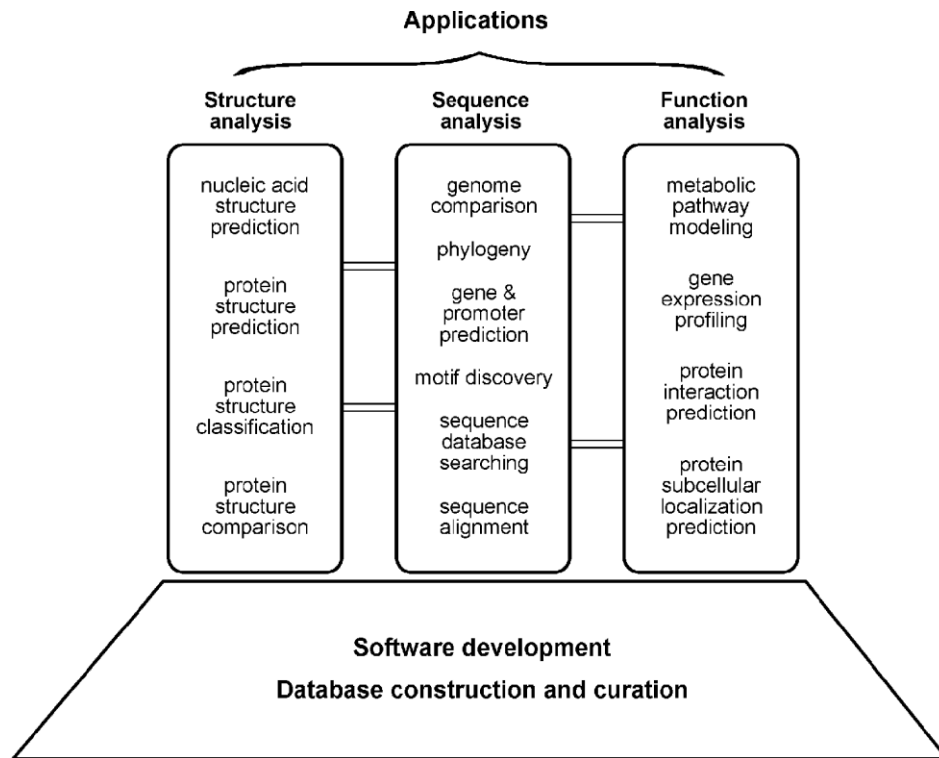 Applications
Structure
analysis
Sequence
analysis
Function
analysis
nucleic acid
structure
prediction
protein
structure
prediction
protein
structure
classification
protein
structure
comparison
genome
comparison
phylogeny
gene &
promoter
prediction
motif discovery
sequence
database
searching
sequence
alignment
metabolic
pathway
modeling
gene
expression
profiling
protein
interaction
prediction
protein
subcellular
localization
prediction
Software development
Database construction and curation